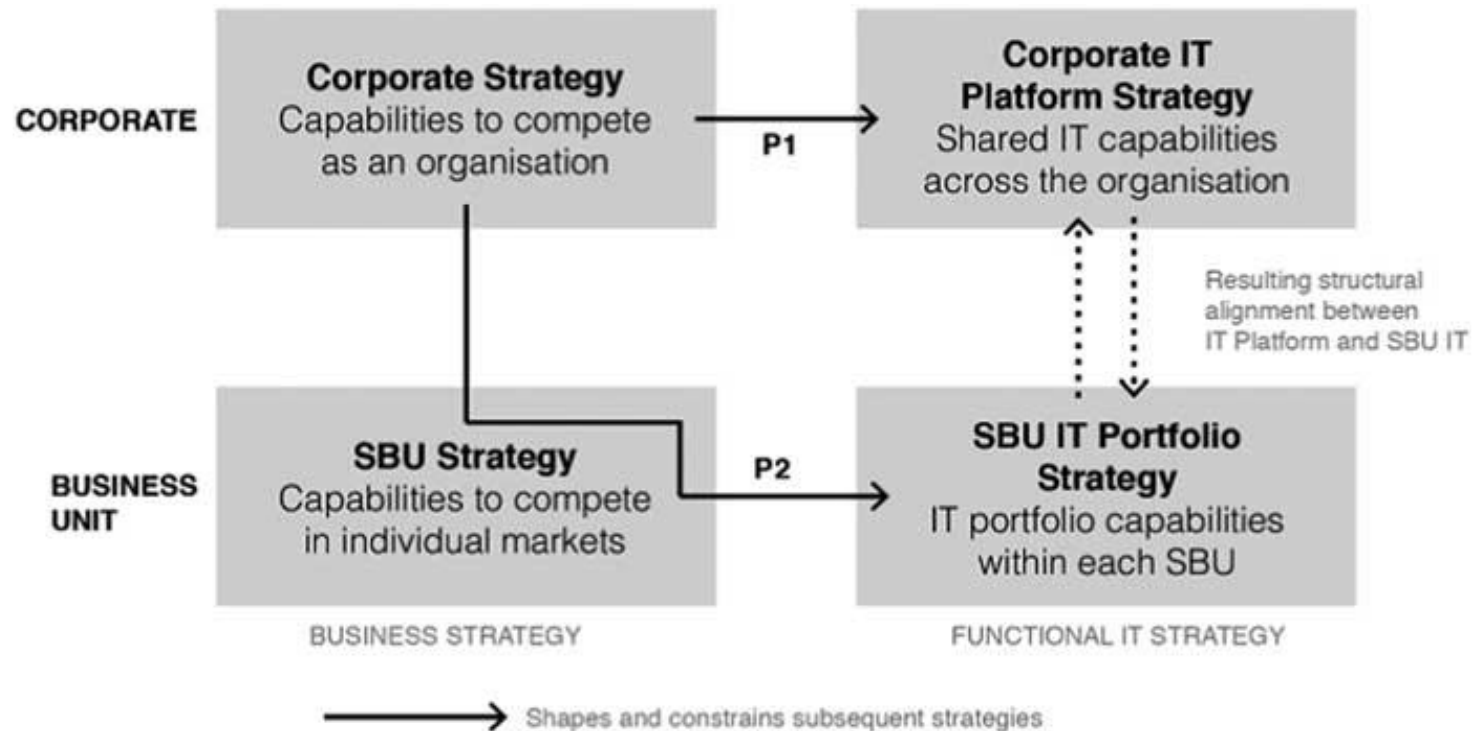 CORPORATE
Corporate Strategy
Capabilities to compete
as an organisation
P1
Corporate IT
Platform Strategy
Shared IT capabilities
across the organisation
Resulting structural
alignment between
IT Platform and SBU IT
BUSINESS
UNIT
SBU Strategy
Capabilities to compete
in individual markets
P2
SBU IT Portfolio
Strategy
IT portfolio capabilities
within each SBU
BUSINESS STRATEGY
FUNCTIONAL IT STRATEGY
Shapes and constrains subsequent strategies